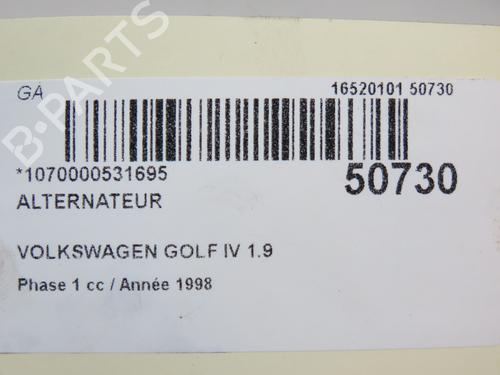 B-PARTS
GA 16520101 50730
*1070000531695 50730
ALTERNATEUR
VOLKSWAGEN GOLF IV 1.9
Phase 1 cc / Année 1998